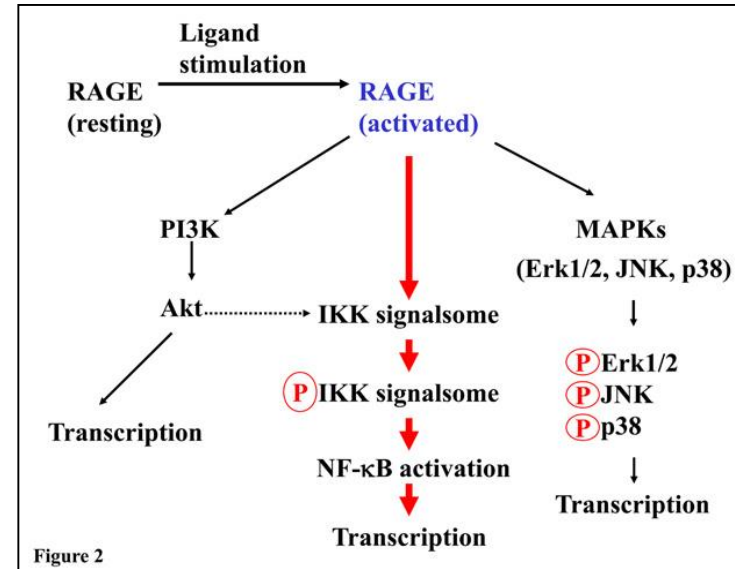 Ligand
stimulation
RAGE
(resting)
RAGE
(activated)
PI3K
MAPKs
(Erk1/2, JNK, p38)
Akt
IKK signalsome
P IKK signalsome
P Erk1/2
P JNK
P p38
Transcription
NF-κB activation
Transcription
Transcription
Figure 2